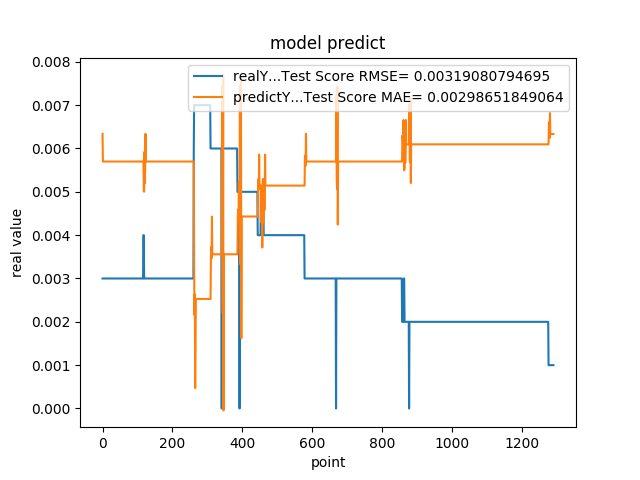 model predict
realY...Test Score RMSE= 0.00319080794695
predictY...Test Score MAE= 0.00298651849064
0.008
0.007
0.006
0.005
0.004
0.003
0.002
0.001
0.000
real value
0 200 400 600 800 1000 1200
point